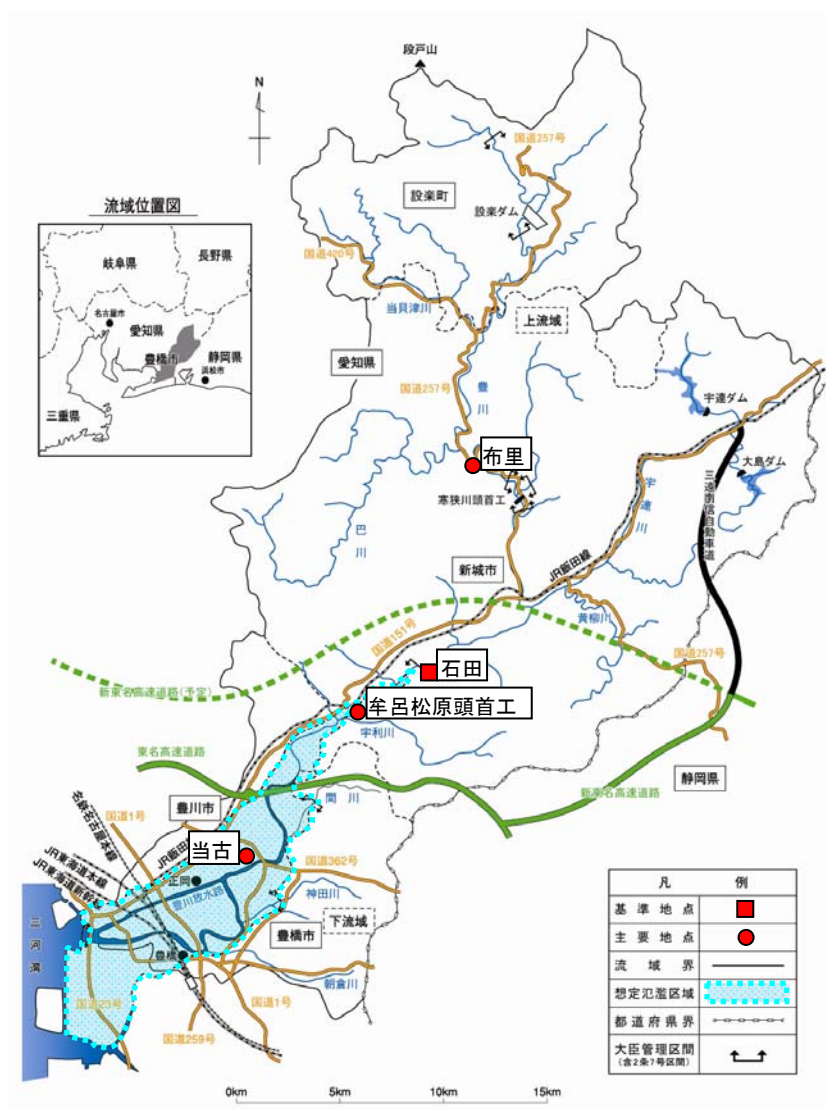 段戸山
N
国道257号
設楽町
設楽ダム
流域位置図
岐阜県
長野県
名古屋市
愛知県
豊橋市
静岡県
浜松市
三重県
国道420号
当貝津川
上流域
愛知県
国道257号
豊川
宇連ダム
布里
大島ダム
寒狭川頭首工
宇連川
三遠南信自動車道
巴川
新城市
JR飯田線
黄柳川
国道151号
国道257号
石田
新東名高速道路(予定)
牟呂松原頭首工
宇利川
東名高速道路
静岡県
新東名高速道路
間川
豊川市
国道1号
名鉄名古屋本線
JR飯田線
当古
国道362号
JR東海道本線
JR東海道新幹線
正岡
豊川放水路
神田川
下流域
三河湾
豊橋市
豊橋
朝倉川
国道23号
国道1号
国道259号
凡例
基準地点
主要地点
流域界
想定氾濫区域
都道府県界
大臣管理区間
(含2条7号区間)
0km 5km 10km 15km